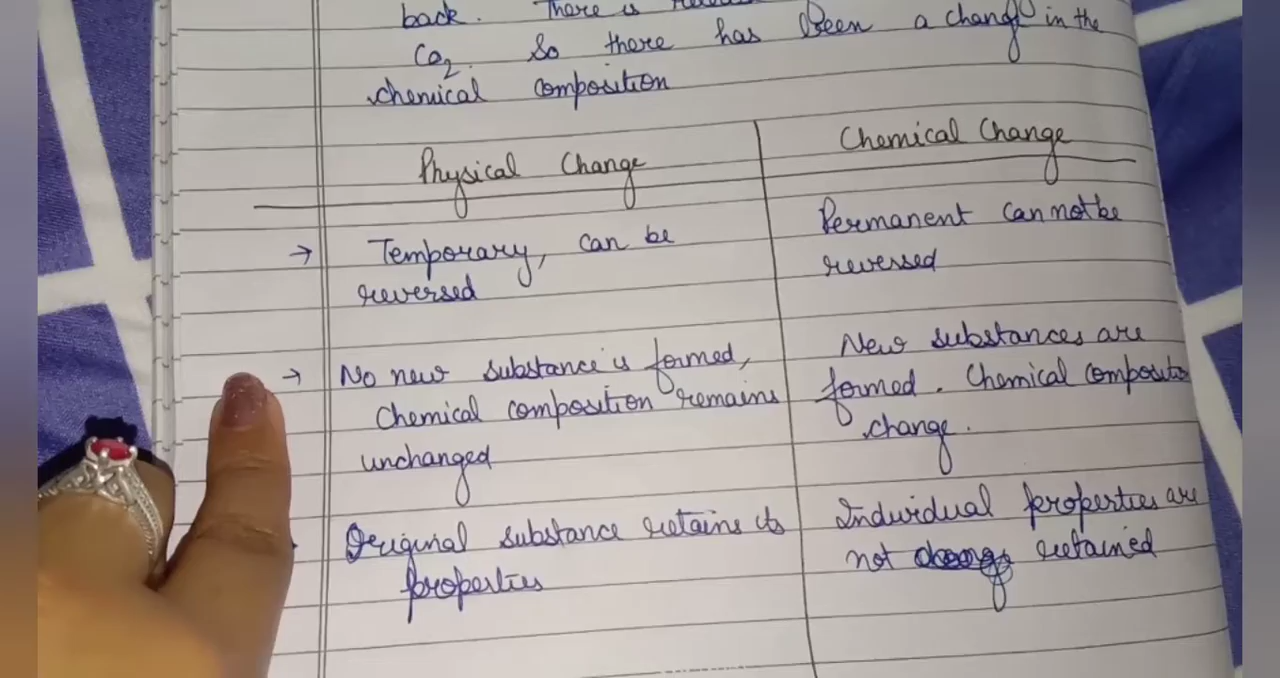 back. There is
CO2. So there has been a change in the
chemical composition
Physical Change
Chemical Change
→ Temporary, can be
reversed
Permanent can not be
reversed
→ No new substance is formed,
chemical composition remains
unchanged
New substances are
formed. Chemical
change.
Original substance retains its
properties
Individual properties are
not retained